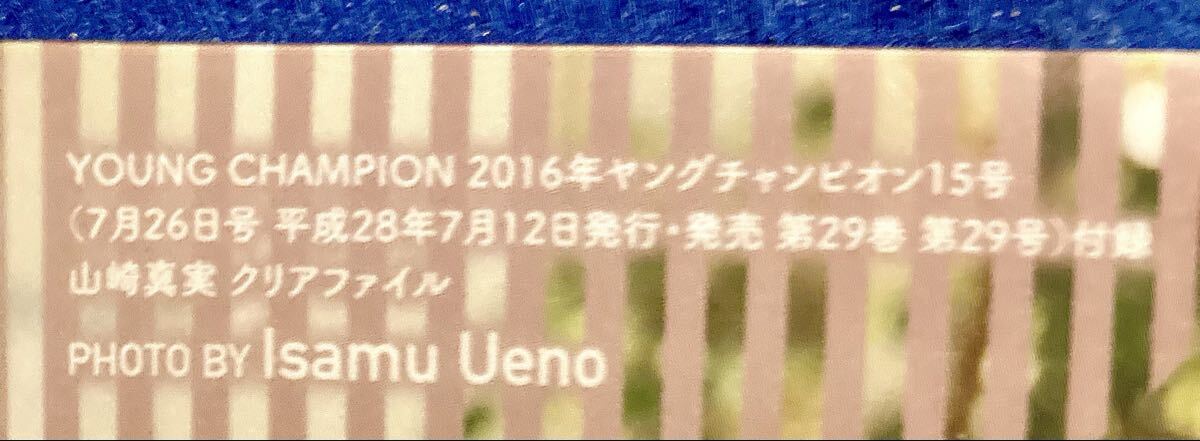 YOUNG CHAMPION 2016年ヤングチャンピオン15号
(7月26日号 平成28年7月12日発行・発売 第29巻 第29号)付録
山崎真実 クリアファイル
PHOTO BY Isamu Ueno